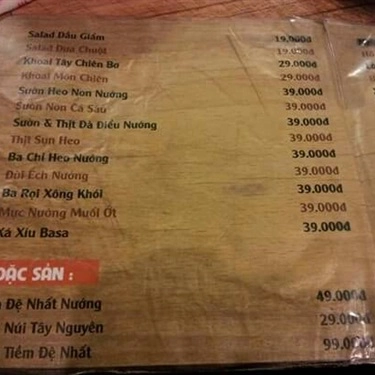 Salad Dầu Giấm 19.000đ
Salad Dưa Chuột 19.000đ
Khoai Tây Chiên Bơ 29.000đ
Khoai Môn Chiên 29.000đ
Sườn Heo Non Nướng 39.000đ
Sườn Non Cá Sấu 39.000đ
Sườn & Thịt Đà Điểu Nướng 39.000đ
Thịt Sụn Heo 39.000đ
Ba Chỉ Heo Nướng 39.000đ
Đùi Ếch Nướng 39.000đ
Ba Rọi Xông Khói 39.000đ
Mực Nướng Muối Ớt 39.000đ
Xá Xíu Basa 39.000đ
ĐẶC SẢN :
Đệ Nhất Nướng 49.000đ
Núi Tây Nguyên 29.000đ
Tiềm Đệ Nhất 99.000đ